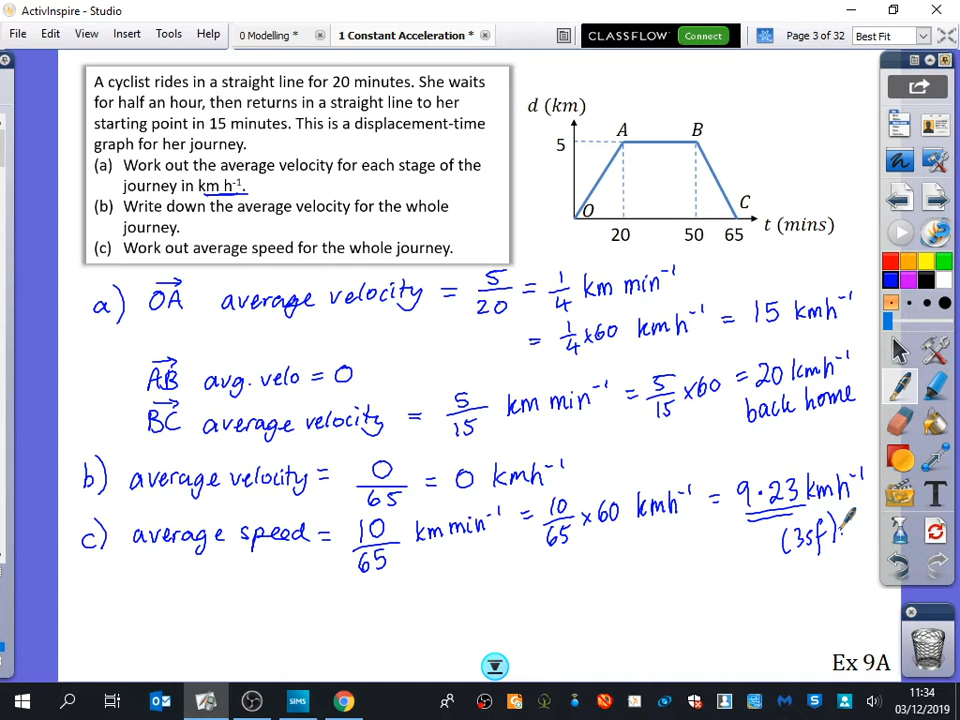 ActivInspire - Studio
File Edit View Insert Tools Help
0 Modelling *
1 Constant Acceleration *
CLASSFLOW Connect
Page 3 of 32
Best Fit
A cyclist rides in a straight line for 20 minutes. She waits
for half an hour, then returns in a straight line to her
starting point in 15 minutes. This is a displacement-time
graph for her journey.
(a) Work out the average velocity for each stage of the
journey in km h⁻¹.
(b) Write down the average velocity for the whole
journey.
(c) Work out average speed for the whole journey.
d (km)
A B
5
O C
t (mins)
20 50 65
a) OA average velocity = 5/20 = 1/4 km min⁻¹
= 1/4 × 60 kmh⁻¹ = 15 kmh⁻¹
AB avg. velo = 0
BC average velocity = 5/15 km min⁻¹ = 5/15 × 60 = 20 kmh⁻¹
back home
b) average velocity = 0/65 = 0 kmh⁻¹
c) average speed = 10/65 km min⁻¹ = 10/65 × 60 kmh⁻¹ = 9.23 kmh⁻¹
(3sf)
Ex 9A
SIMS
11:34
03/12/2019